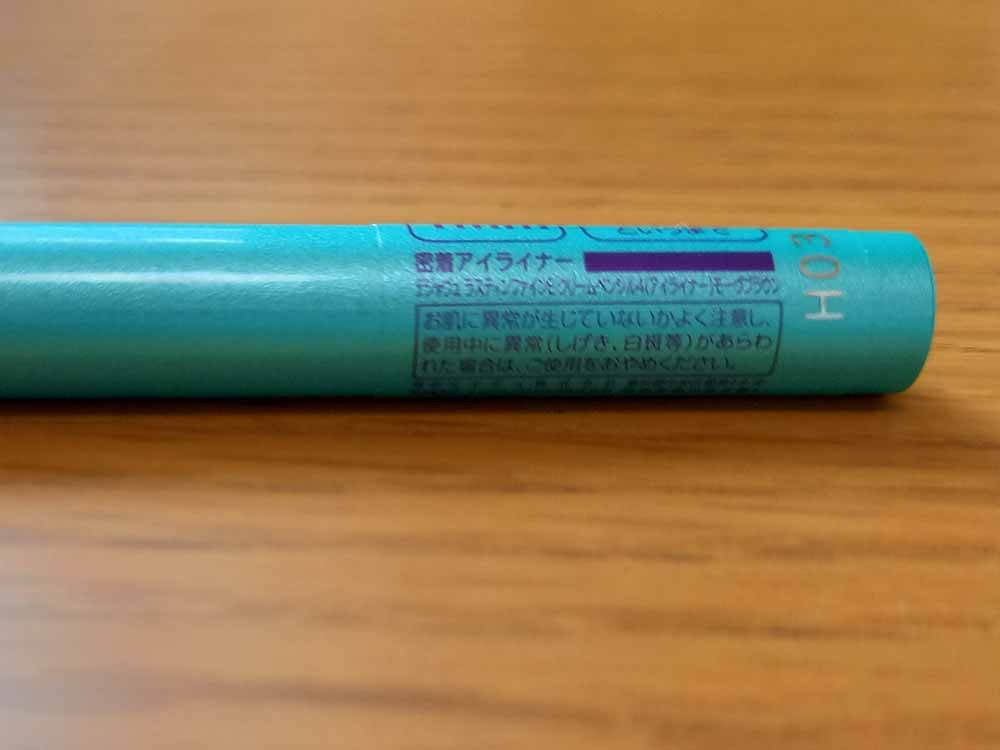 密着アイライナー
デジャヴュ ラスティンファインE クリームペンシル4(アイライナー)モーヴブラウン
お肌に異常が生じていないかよく注意し、
使用中に異常(しげき、白斑等)があらわ
れた場合は、ご使用をおやめください。
H03